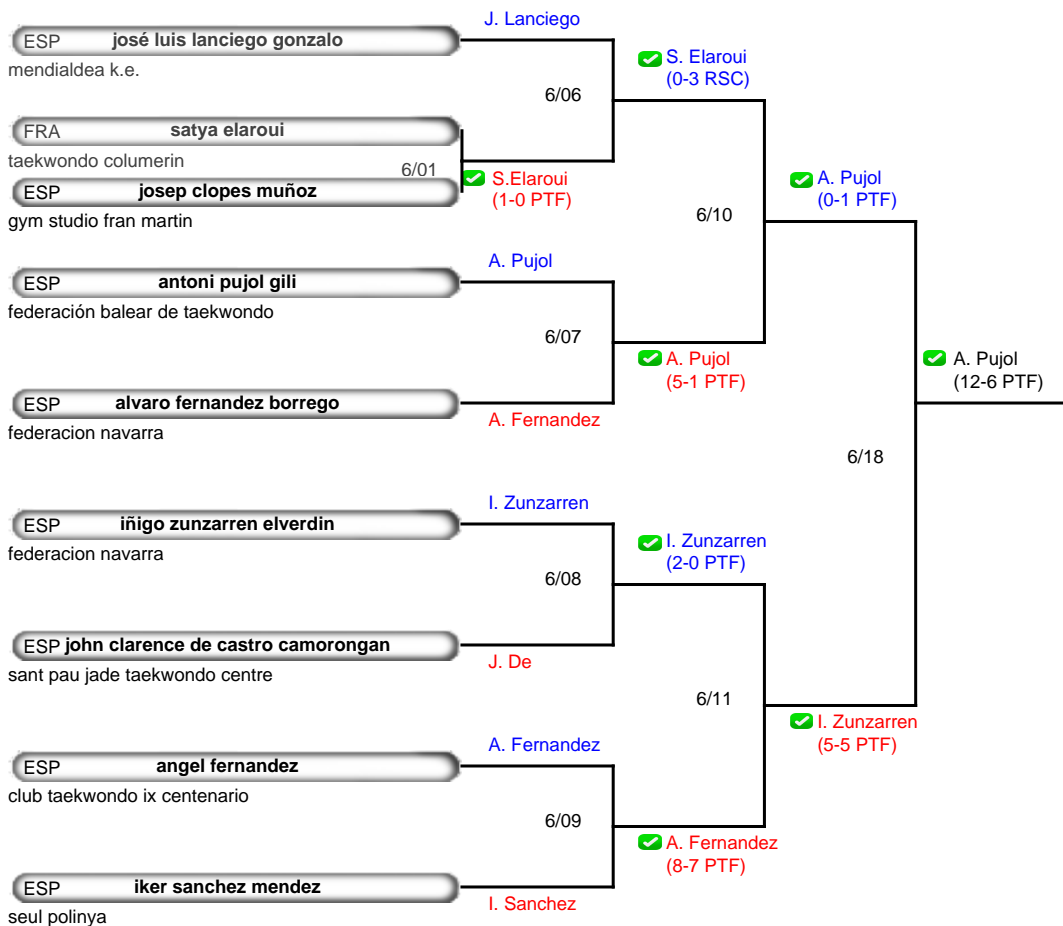 J. Lanciego
ESP josé luis lanciego gonzalo
mendialdea k.e.
S. Elaroui
(0-3 RSC)
6/06
FRA satya elaroui
taekwondo columerin
6/01
S.Elaroui
(1-0 PTF)
ESP josep clopes muñoz
gym studio fran martin
A. Pujol
(0-1 PTF)
6/10
A. Pujol
ESP antoni pujol gili
federación balear de taekwondo
6/07
A. Pujol
(5-1 PTF)
A. Pujol
(12-6 PTF)
ESP alvaro fernandez borrego
federacion navarra
A. Fernandez
6/18
I. Zunzarren
ESP iñigo zunzarren elverdin
federacion navarra
I. Zunzarren
(2-0 PTF)
6/08
ESP john clarence de castro camorongan
sant pau jade taekwondo centre
J. De
6/11
I. Zunzarren
(5-5 PTF)
A. Fernandez
ESP angel fernandez
club taekwondo ix centenario
6/09
A. Fernandez
(8-7 PTF)
ESP iker sanchez mendez
seul polinya
I. Sanchez